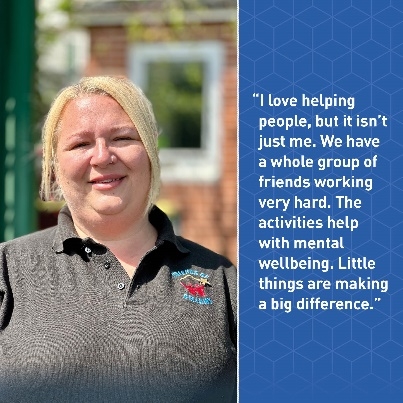 “I love helping
people, but it isn’t
just me. We have
a whole group of
friends working
very hard. The
activities help
with mental
wellbeing. Little
things are making
a big difference.”